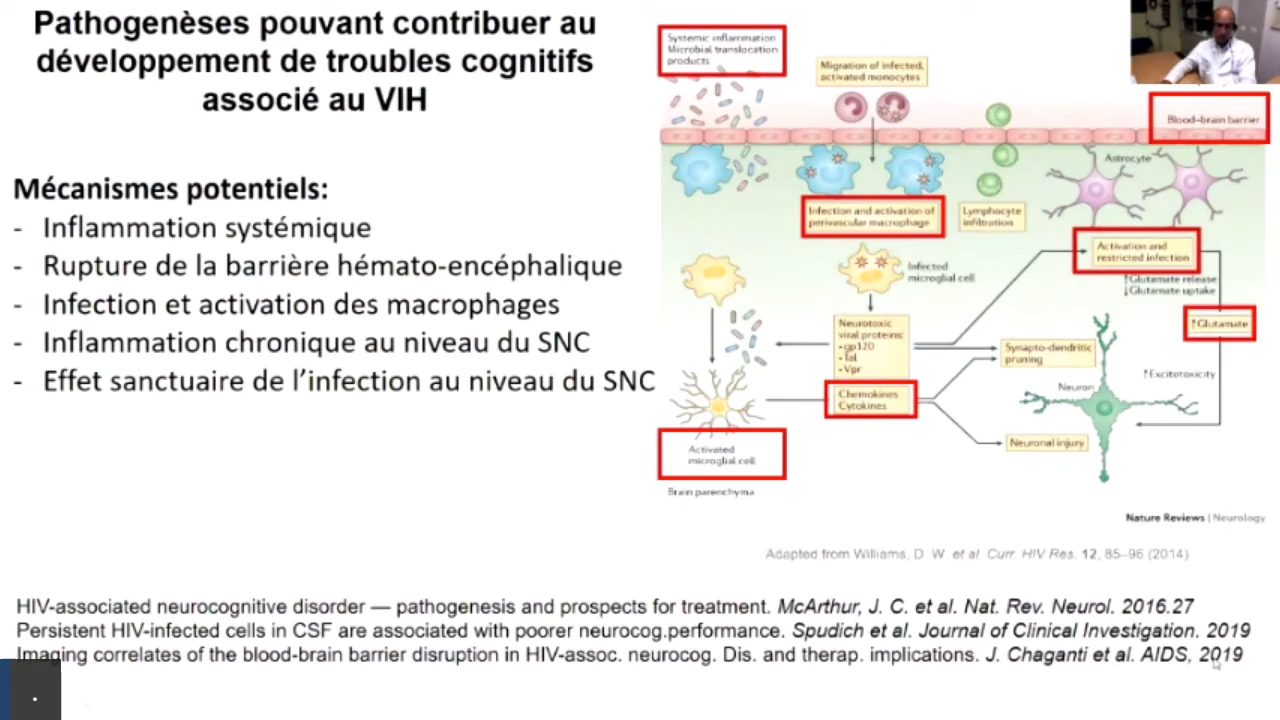 Pathogenèses pouvant contribuer au
développement de troubles cognitifs
associé au VIH
Mécanismes potentiels:
- Inflammation systémique
- Rupture de la barrière hémato-encéphalique
- Infection et activation des macrophages
- Inflammation chronique au niveau du SNC
- Effet sanctuaire de l'infection au niveau du SNC
Systemic inflammation
Microbial translocation
products
Migration of infected,
activated monocytes
Blood–brain barrier
Astrocyte
Infection and activation of
perivascular macrophage
Lymphocyte
infiltration
Activation and
restricted infection
Infected
microglial cell
↑Glutamate release
↓Glutamate uptake
Neurotoxic
viral proteins:
• gp120
• Tat
• Vpr
↑Glutamate
Synapto-dendritic
pruning
↑Excitotoxicity
Neuron
Chemokines
Cytokines
Neuronal injury
Activated
microglial cell
Brain parenchyma
Nature Reviews | Neurology
Adapted from Williams, D. W. et al. Curr. HIV Res. 12, 85–96 (2014)
HIV-associated neurocognitive disorder — pathogenesis and prospects for treatment. McArthur, J. C. et al. Nat. Rev. Neurol. 2016.27
Persistent HIV-infected cells in CSF are associated with poorer neurocog.performance. Spudich et al. Journal of Clinical Investigation. 2019
Imaging correlates of the blood-brain barrier disruption in HIV-assoc. neurocog. Dis. and therap. implications. J. Chaganti et al. AIDS, 2019